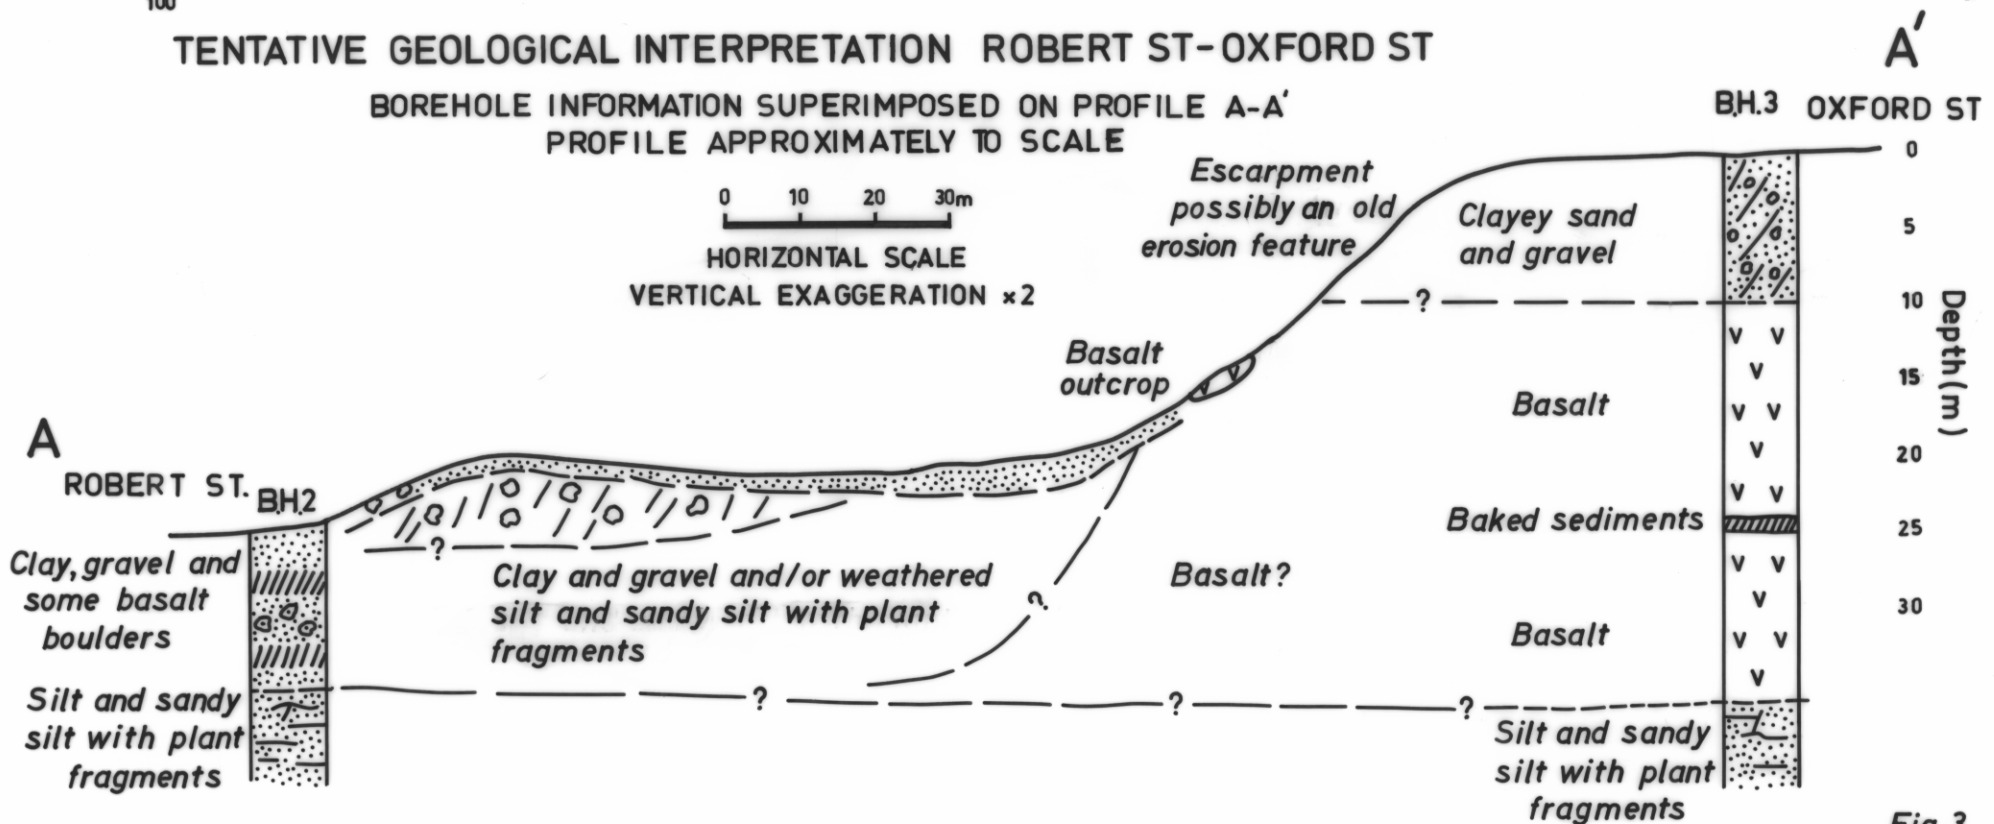 100
TENTATIVE GEOLOGICAL INTERPRETATION ROBERT ST-OXFORD ST
BOREHOLE INFORMATION SUPERIMPOSED ON PROFILE A-A'
PROFILE APPROXIMATELY TO SCALE
0 10 20 30m
HORIZONTAL SCALE
VERTICAL EXAGGERATION ×2
A'
B.H.3 OXFORD ST
Escarpment
possibly an old
erosion feature
Clayey sand
and gravel
0
5
10
15
20
25
30
Depth (m)
?
Basalt
outcrop
Basalt
A
ROBERT ST. B.H.2
Baked sediments
Clay, gravel and
some basalt
boulders
?
Clay and gravel and/or weathered
silt and sandy silt with plant
fragments
?
Basalt?
Basalt
Silt and sandy
silt with plant
fragments
?
?
?
Silt and sandy
silt with plant
fragments
Fig 3